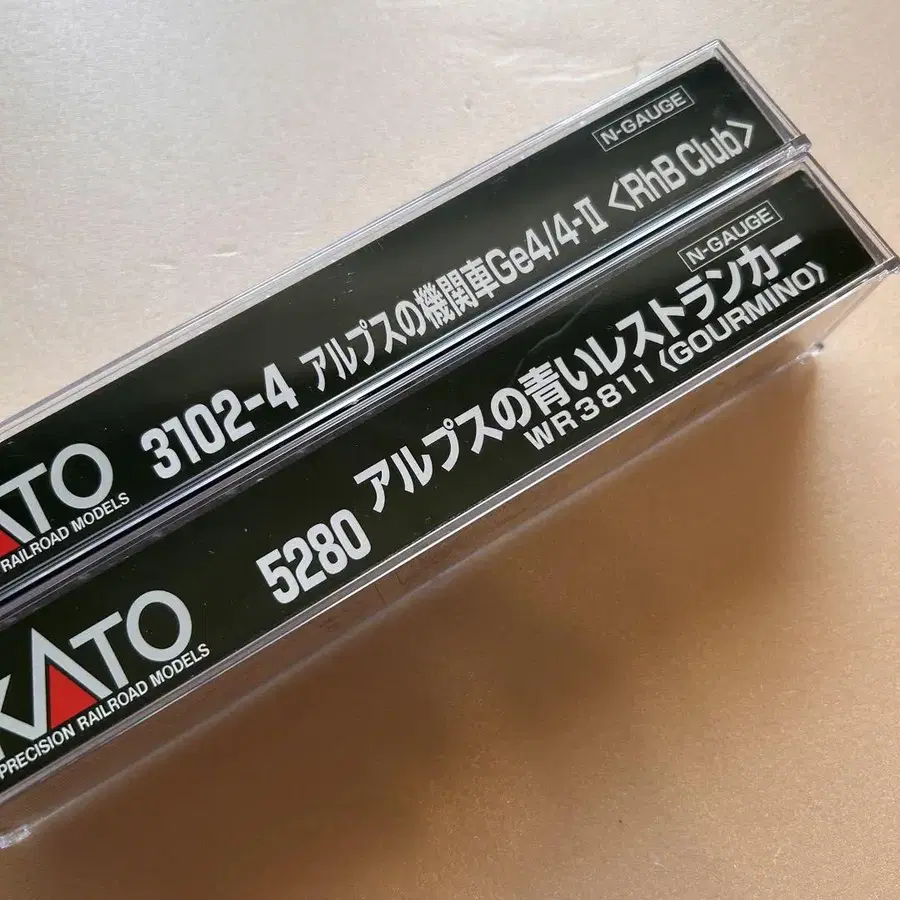 N-GAUGE
KATO 3102-4 アルプスの機関車Ge4/4-II〈RhB Club〉
RAILROAD MODELS
N-GAUGE
KATO 5280 アルプスの青いレストランカー
WR3811〈GOURMINO〉
PRECISION RAILROAD MODELS